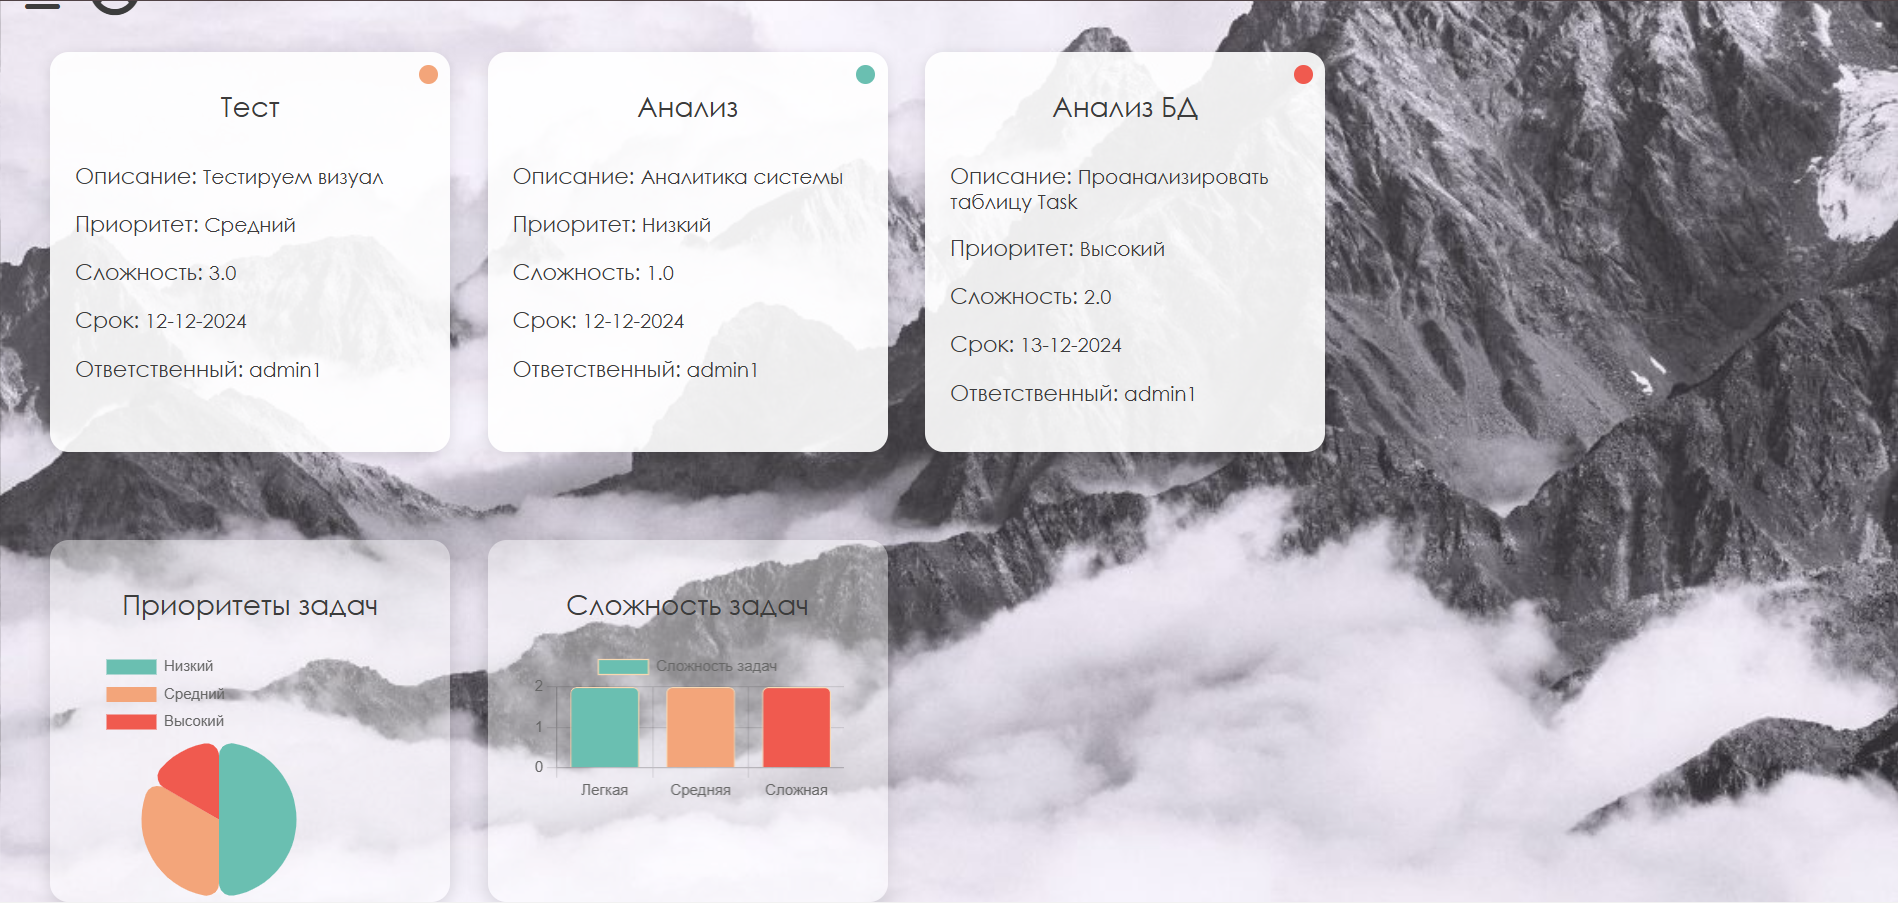 Тест
Описание: Тестируем визуал
Приоритет: Средний
Сложность: 3.0
Срок: 12-12-2024
Ответственный: admin1
Анализ
Описание: Аналитика системы
Приоритет: Низкий
Сложность: 1.0
Срок: 12-12-2024
Ответственный: admin1
Анализ БД
Описание: Проанализировать
таблицу Task
Приоритет: Высокий
Сложность: 2.0
Срок: 13-12-2024
Ответственный: admin1
Приоритеты задач
Низкий
Средний
Высокий
Сложность задач
Сложность задач
2
1
0
Легкая Средняя Сложная